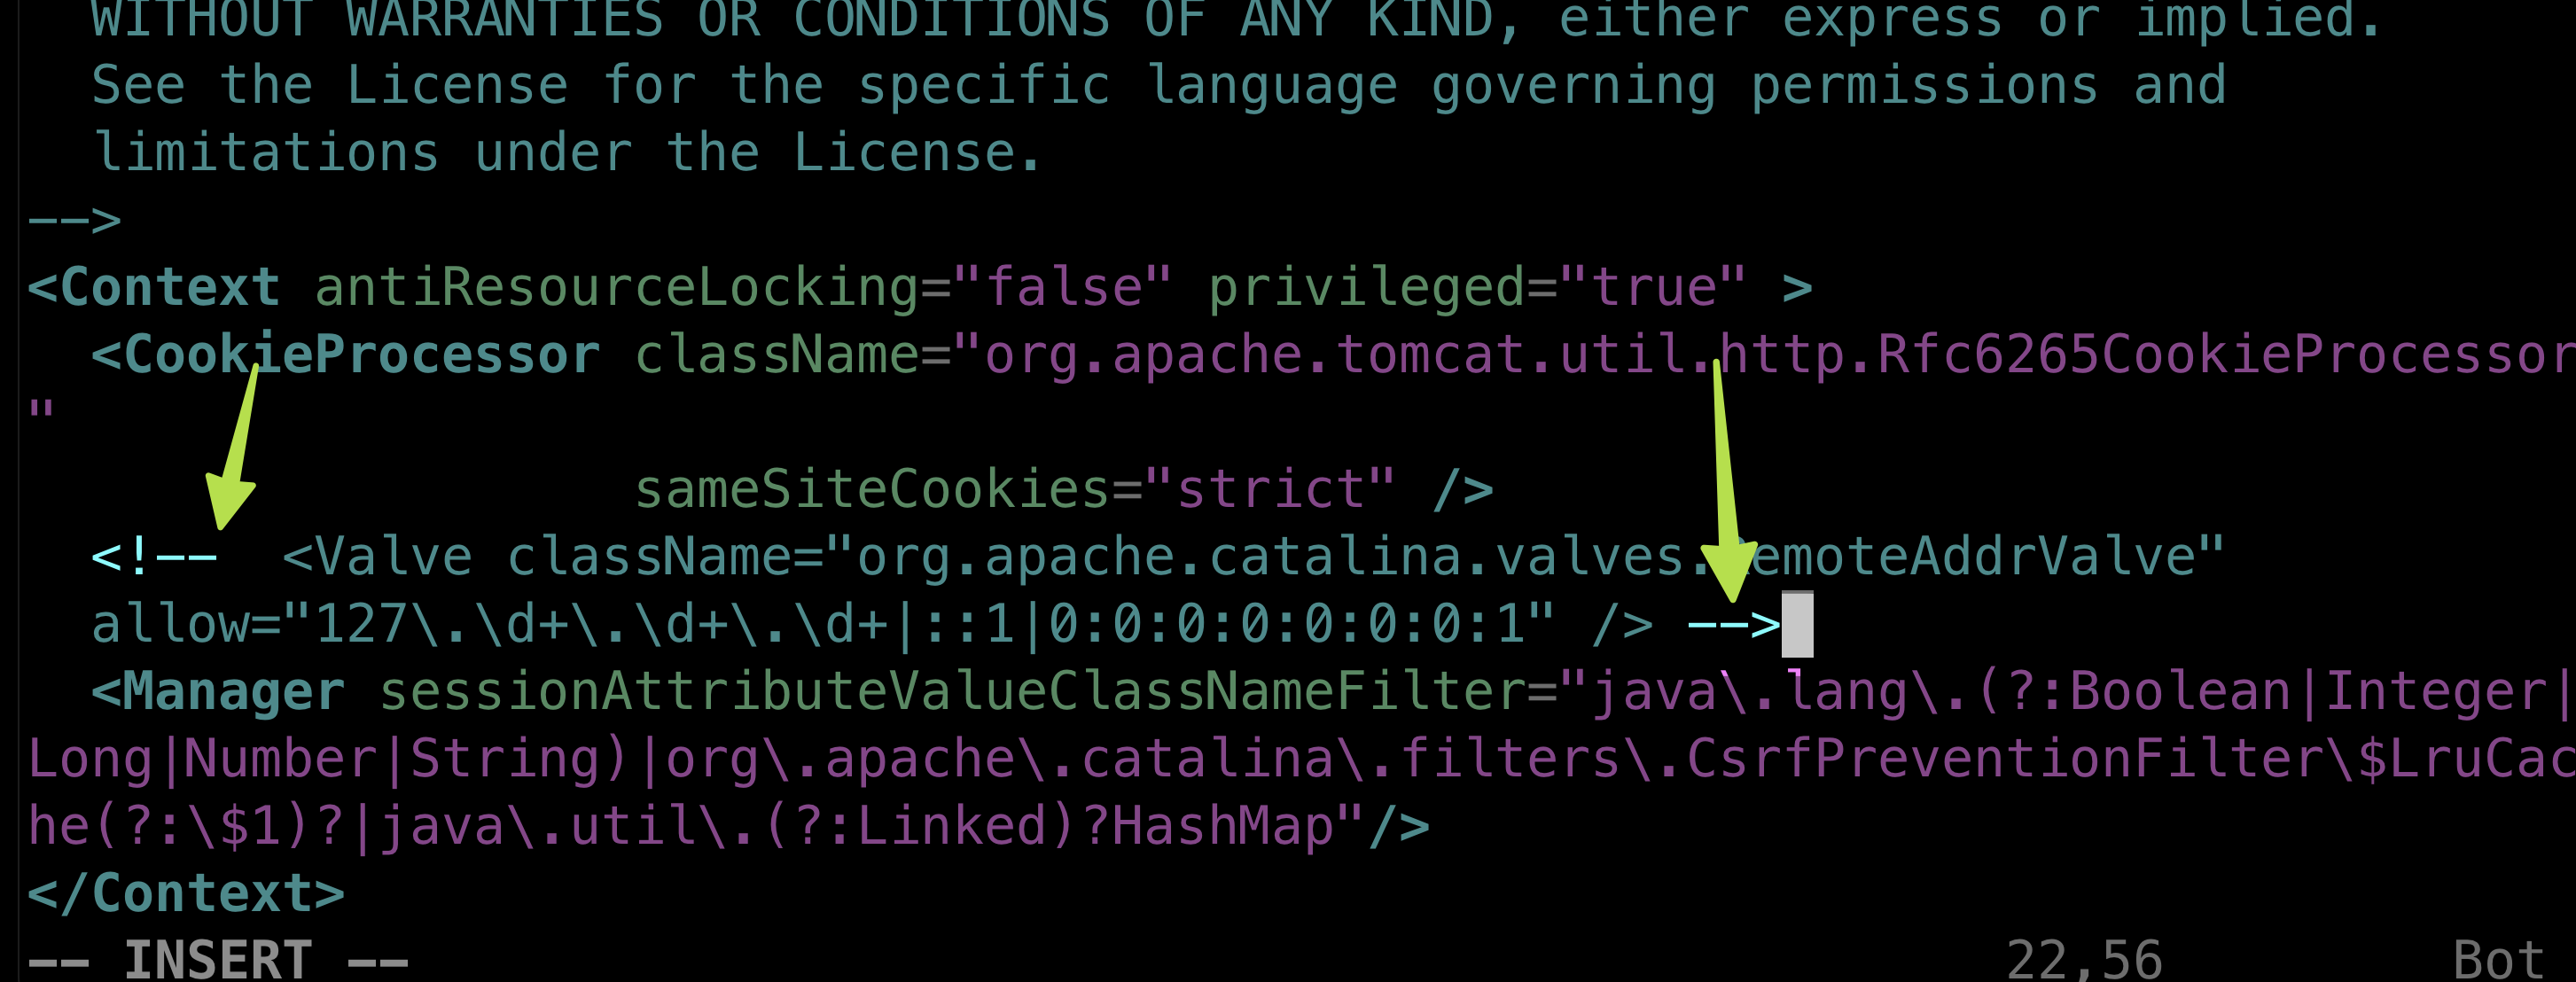 WITHOUT WARRANTIES OR CONDITIONS OF ANY KIND, either express or implied.
See the License for the specific language governing permissions and
limitations under the License.
-->
<Context antiResourceLocking="false" privileged="true" >
<CookieProcessor className="org.apache.tomcat.util.http.Rfc6265CookieProcessor
"
sameSiteCookies="strict" />
<!--  <Valve className="org.apache.catalina.valves.RemoteAddrValve"
allow="127\.\d+\.\d+\.\d+|::1|0:0:0:0:0:0:0:1" /> -->
<Manager sessionAttributeValueClassNameFilter="java\.lang\.(?:Boolean|Integer|
Long|Number|String)|org\.apache\.catalina\.filters\.CsrfPreventionFilter\$LruCac
he(?:\$1)?|java\.util\.(?:Linked)?HashMap"/>
</Context>
-- INSERT -- 22,56 Bot